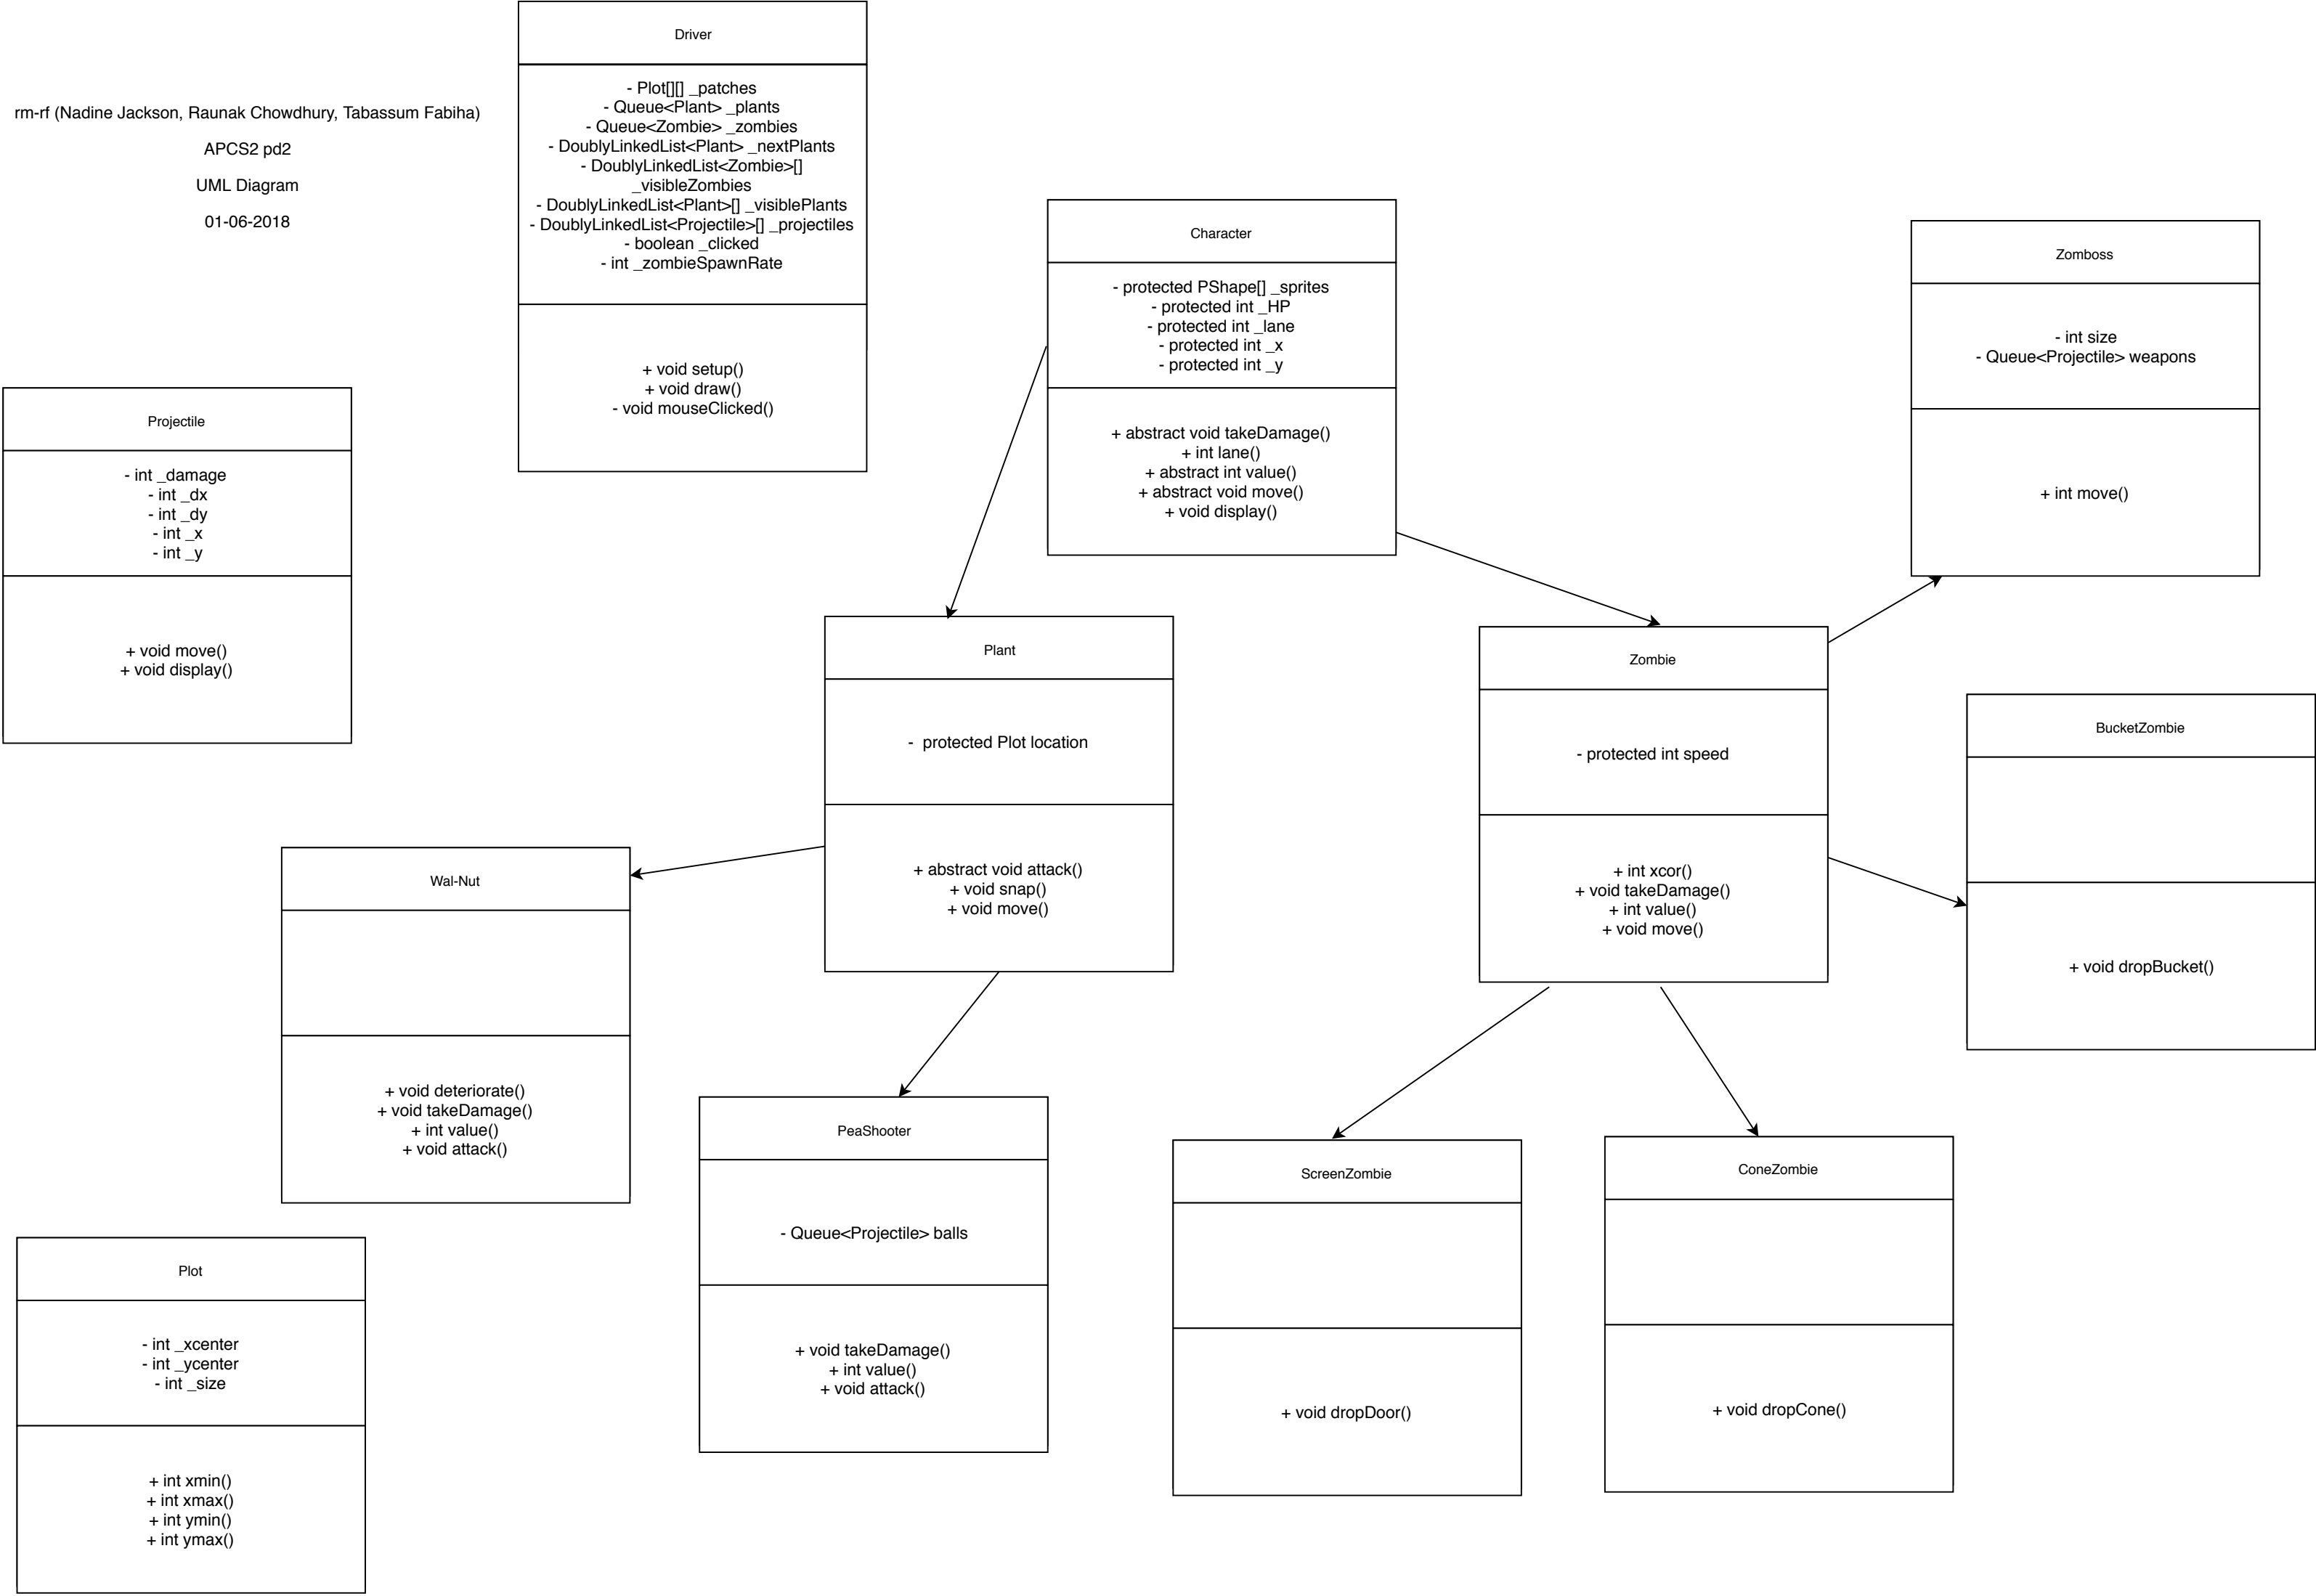 rm-rf (Nadine Jackson, Raunak Chowdhury, Tabassum Fabiha)
APCS2 pd2
UML Diagram
01-06-2018
Driver
- Plot[][] _patches
- Queue<Plant> _plants
- Queue<Zombie> _zombies
- DoublyLinkedList<Plant> _nextPlants
- DoublyLinkedList<Zombie>[]
_visibleZombies
- DoublyLinkedList<Plant>[] _visiblePlants
- DoublyLinkedList<Projectile>[] _projectiles
- boolean _clicked
- int _zombieSpawnRate
+ void setup()
+ void draw()
- void mouseClicked()
Character
- protected PShape[] _sprites
- protected int _HP
- protected int _lane
- protected int _x
- protected int _y
+ abstract void takeDamage()
+ int lane()
+ abstract int value()
+ abstract void move()
+ void display()
Zomboss
- int size
- Queue<Projectile> weapons
+ int move()
Projectile
- int _damage
- int _dx
- int _dy
- int _x
- int _y
+ void move()
+ void display()
Plant
- protected Plot location
+ abstract void attack()
+ void snap()
+ void move()
Zombie
- protected int speed
+ int xcor()
+ void takeDamage()
+ int value()
+ void move()
BucketZombie
+ void dropBucket()
Wal-Nut
+ void deteriorate()
+ void takeDamage()
+ int value()
+ void attack()
PeaShooter
- Queue<Projectile> balls
+ void takeDamage()
+ int value()
+ void attack()
ScreenZombie
+ void dropDoor()
ConeZombie
+ void dropCone()
Plot
- int _xcenter
- int _ycenter
- int _size
+ int xmin()
+ int xmax()
+ int ymin()
+ int ymax()